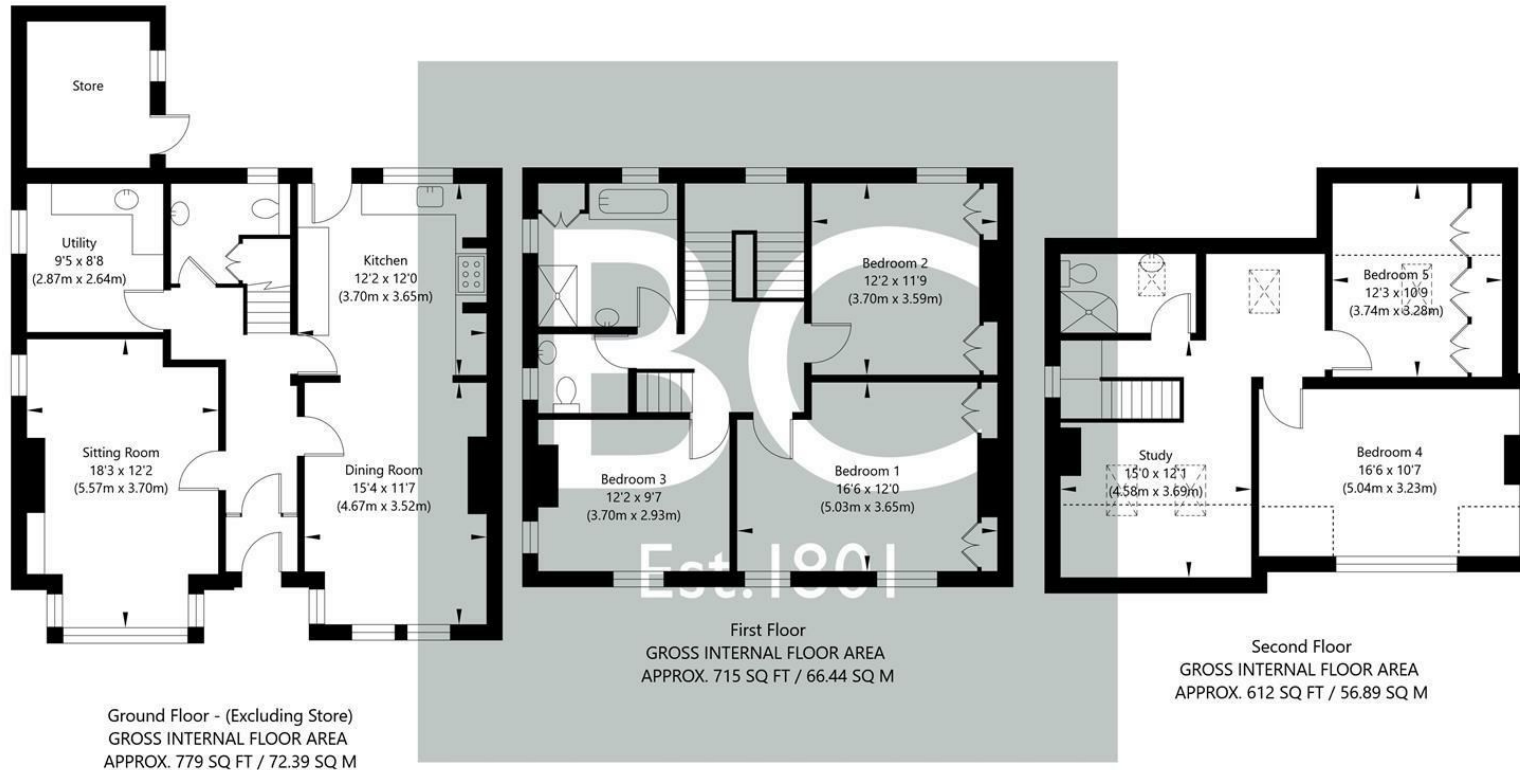 Store
Utility
9'5 x 8'8
(2.87m x 2.64m)
Kitchen
12'2 x 12'0
(3.70m x 3.65m)
Sitting Room
18'3 x 12'2
(5.57m x 3.70m)
Dining Room
15'4 x 11'7
(4.67m x 3.52m)
Ground Floor - (Excluding Store)
GROSS INTERNAL FLOOR AREA
APPROX. 779 SQ FT / 72.39 SQ M
BC
Est.1801
Bedroom 2
12'2 x 11'9
(3.70m x 3.59m)
Bedroom 3
12'2 x 9'7
(3.70m x 2.93m)
Bedroom 1
16'6 x 12'0
(5.03m x 3.65m)
First Floor
GROSS INTERNAL FLOOR AREA
APPROX. 715 SQ FT / 66.44 SQ M
Bedroom 5
12'3 x 10'9
(3.74m x 3.28m)
Study
15'0 x 12'1
(4.58m x 3.69m)
Bedroom 4
16'6 x 10'7
(5.04m x 3.23m)
Second Floor
GROSS INTERNAL FLOOR AREA
APPROX. 612 SQ FT / 56.89 SQ M